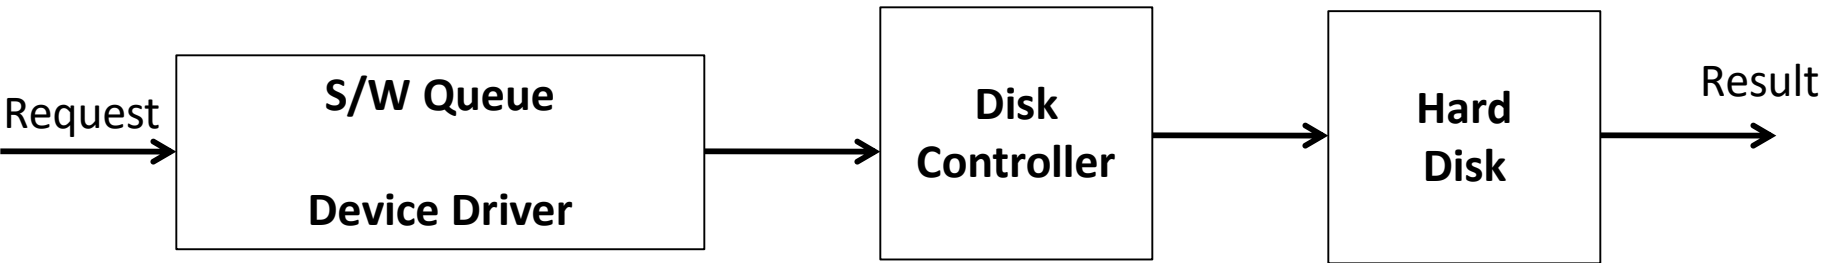 Request
S/W Queue
Device Driver
Disk
Controller
Hard
Disk
Result